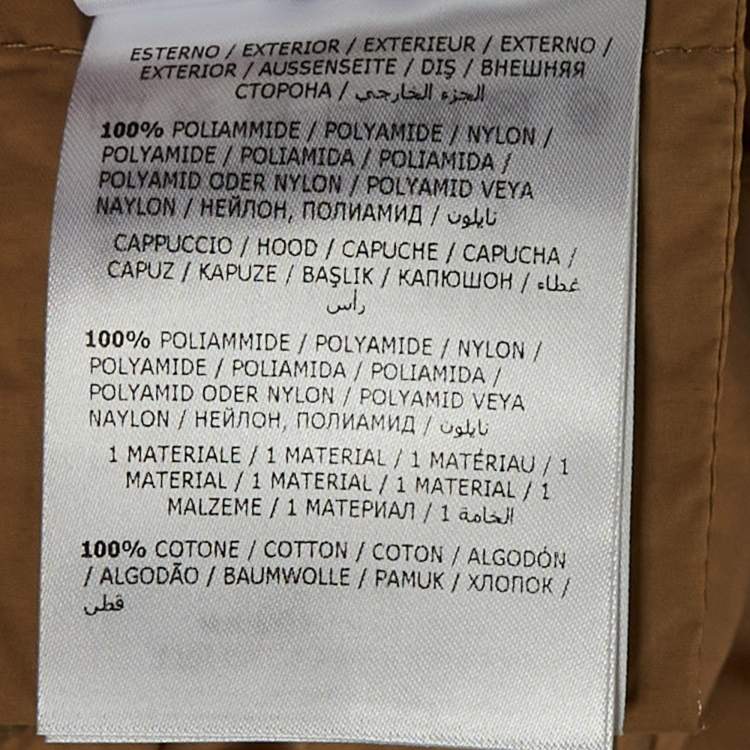 ESTERNO / EXTERIOR / EXTERIEUR / EXTERNO /
EXTERIOR / AUSSENSEITE / DIŞ / ВНЕШНЯЯ
СТОРОНА / الجزء الخارجي
100% POLIAMMIDE / POLYAMIDE / NYLON /
POLYAMIDE / POLIAMIDA / POLIAMIDA /
POLYAMID ODER NYLON / POLYAMID VEYA
NAYLON / НЕЙЛОН, ПОЛИАМИД / نايلون
CAPPUCCIO / HOOD / CAPUCHE / CAPUCHA /
CAPUZ / KAPUZE / BAŞLIK / КАПЮШОН / غطاء
رأس
100% POLIAMMIDE / POLYAMIDE / NYLON /
POLYAMIDE / POLIAMIDA / POLIAMIDA /
POLYAMID ODER NYLON / POLYAMID VEYA
NAYLON / НЕЙЛОН, ПОЛИАМИД / نايلون
1 MATERIALE / 1 MATERIAL / 1 MATÉRIAU / 1
MATERIAL / 1 MATERIAL / 1 MATERIAL / 1
MALZEME / 1 МАТЕРИАЛ / 1 الخامة
100% COTONE / COTTON / COTON / ALGODÓN
/ ALGODÃO / BAUMWOLLE / PAMUK / ХЛОПОК /
قطن